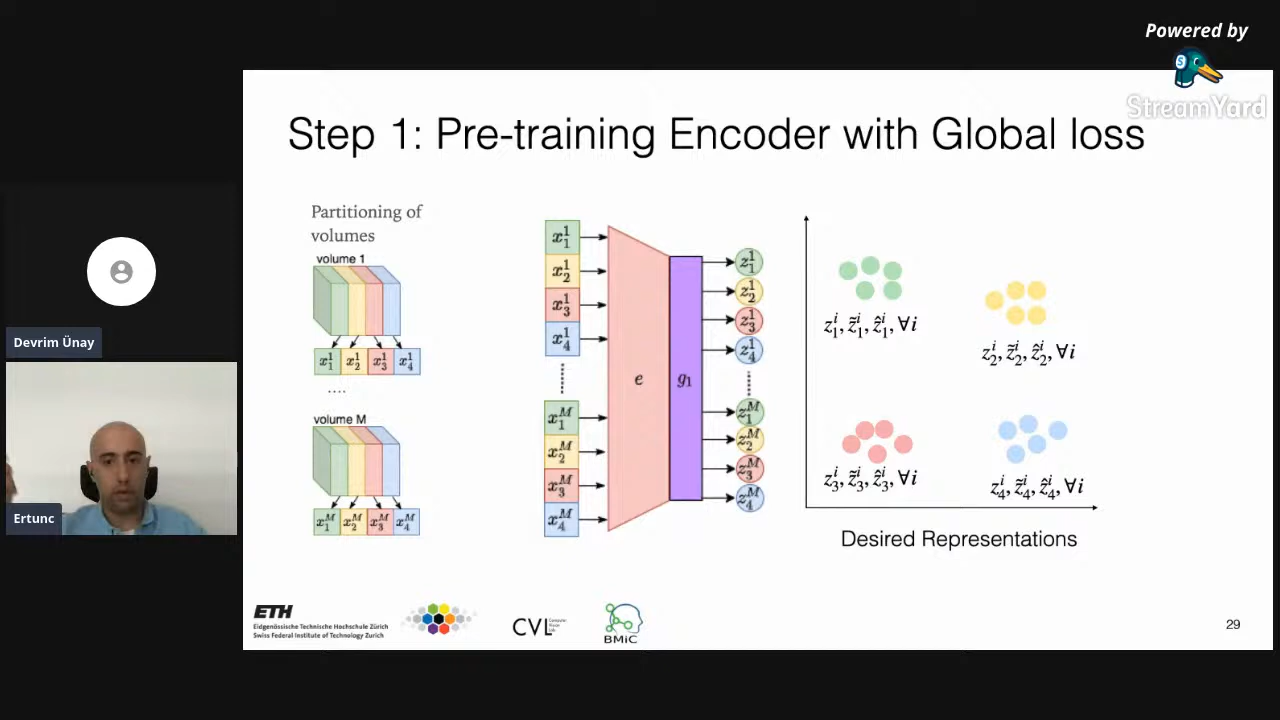 Powered by
StreamYard
Step 1: Pre-training Encoder with Global loss
Partitioning of
volumes
volume 1
x₁¹ x₂¹ x₃¹ x₄¹
....
volume M
x₁ᴹ x₂ᴹ x₃ᴹ x₄ᴹ
x₁¹
x₂¹
x₃¹
x₄¹
x₁ᴹ
x₂ᴹ
x₃ᴹ
x₄ᴹ
e
g₁
z₁¹
z₂¹
z₃¹
z₄¹
z₁ᴹ
z₂ᴹ
z₃ᴹ
z₄ᴹ
z₁ⁱ, z̃₁ⁱ, ẑ₁ⁱ, ∀i
z₂ⁱ, z̃₂ⁱ, ẑ₂ⁱ, ∀i
z₃ⁱ, z̃₃ⁱ, ẑ₃ⁱ, ∀i
z₄ⁱ, z̃₄ⁱ, ẑ₄ⁱ, ∀i
Desired Representations
Devrim Ünay
Ertunc
ETH
Eidgenössische Technische Hochschule Zürich
Swiss Federal Institute of Technology Zurich
CVL
Computer
Vision
Lab
BMiC
29